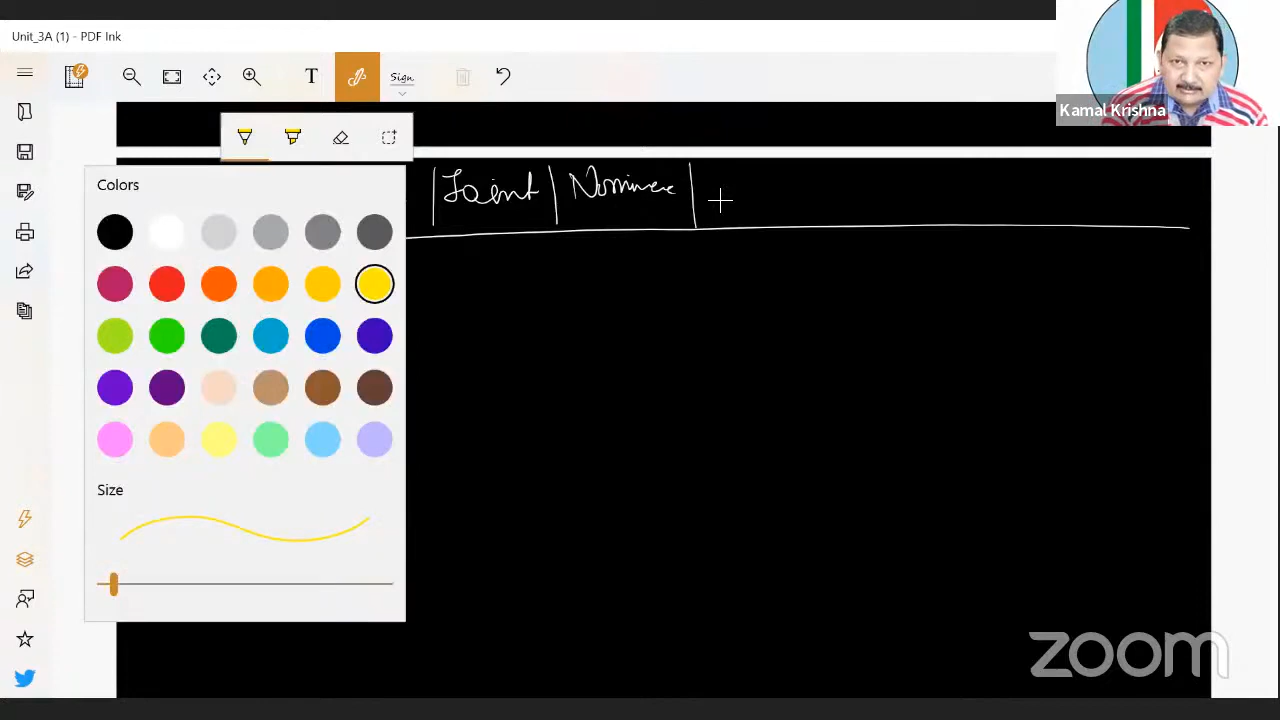 Unit_3A (1) - PDF Ink
T
Sign
Kamal Krishna
Colors
|Joint|Nominee|
Size
zoom